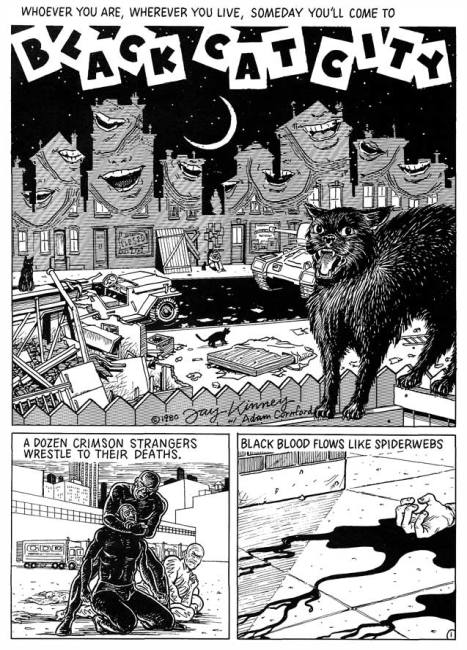 WHOEVER YOU ARE, WHEREVER YOU LIVE, SOMEDAY YOU'LL COME TO
BLACK CAT CITY
©1980 Jay Kinney
w/ Adam Cornford
A DOZEN CRIMSON STRANGERS
WRESTLE TO THEIR DEATHS.
BLACK BLOOD FLOWS LIKE SPIDERWEBS
1